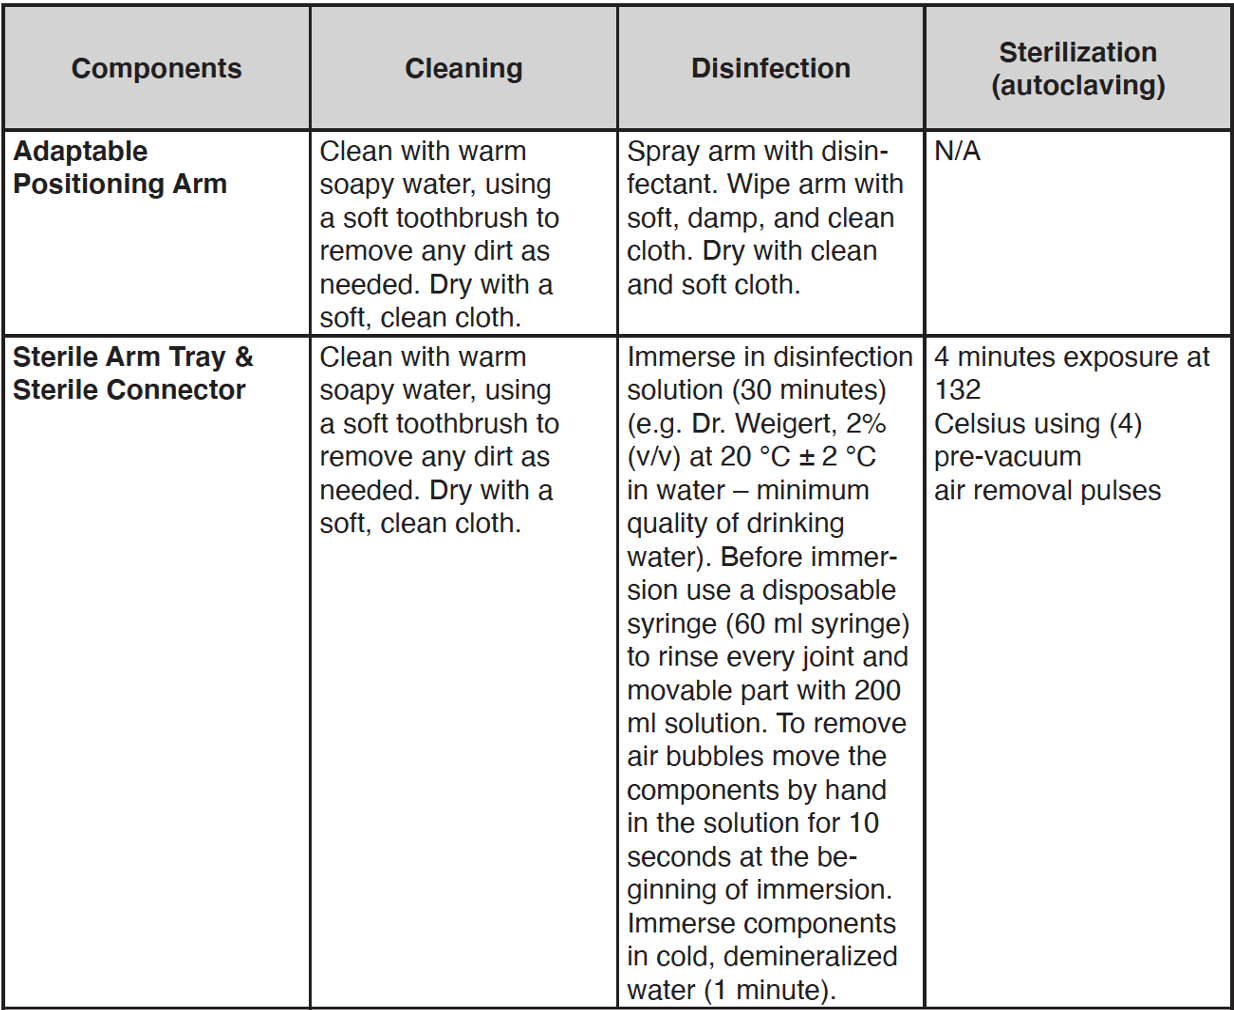 Components
Cleaning
Disinfection
Sterilization
(autoclaving)
Adaptable
Positioning Arm
Clean with warm
soapy water, using
a soft toothbrush to
remove any dirt as
needed. Dry with a
soft, clean cloth.
Spray arm with disin-
fectant. Wipe arm with
soft, damp, and clean
cloth. Dry with clean
and soft cloth.
N/A
Sterile Arm Tray &
Sterile Connector
Clean with warm
soapy water, using
a soft toothbrush to
remove any dirt as
needed. Dry with a
soft, clean cloth.
Immerse in disinfection
solution (30 minutes)
(e.g. Dr. Weigert, 2%
(v/v) at 20 °C ± 2 °C
in water – minimum
quality of drinking
water). Before immer-
sion use a disposable
syringe (60 ml syringe)
to rinse every joint and
movable part with 200
ml solution. To remove
air bubbles move the
components by hand
in the solution for 10
seconds at the be-
ginning of immersion.
Immerse components
in cold, demineralized
water (1 minute).
4 minutes exposure at
132
Celsius using (4)
pre-vacuum
air removal pulses